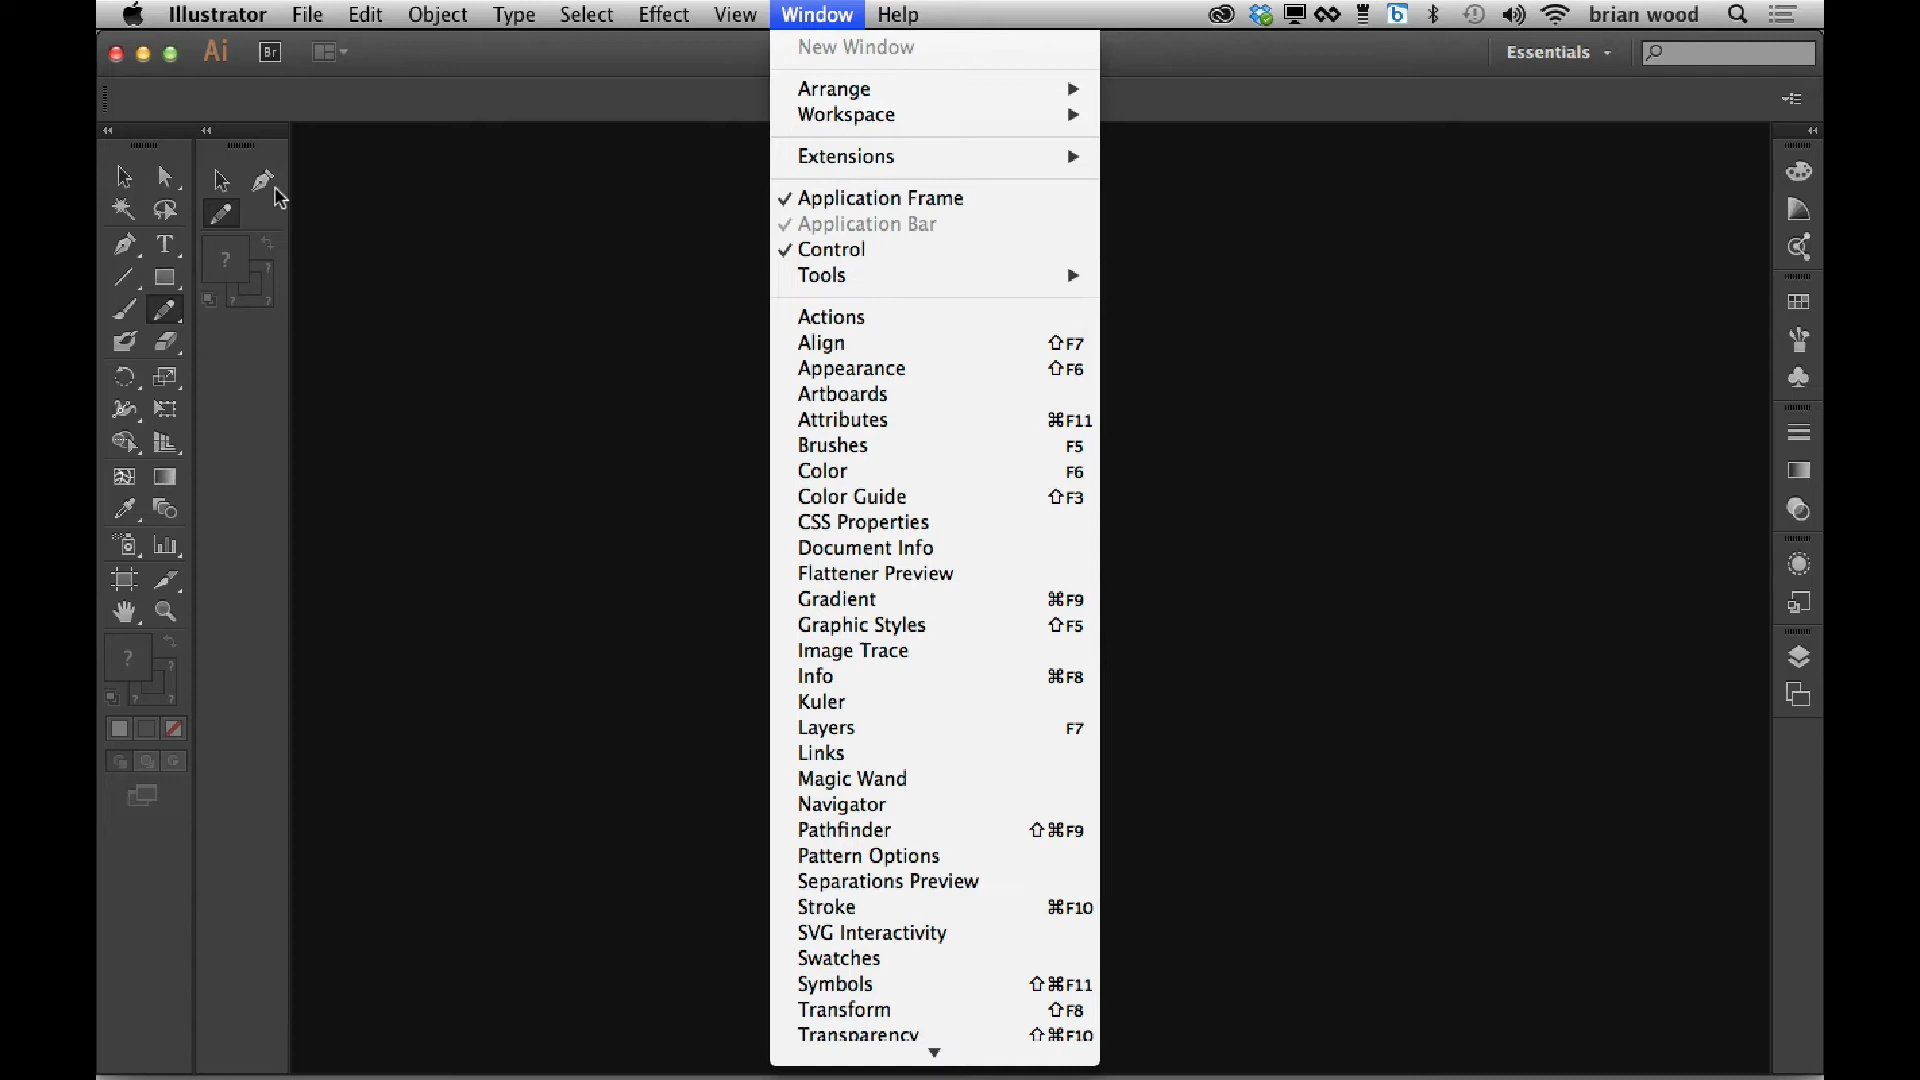 Illustrator File Edit Object Type Select Effect View Window Help brian wood
Ai Br Essentials
New Window
Arrange
Workspace
Extensions
✓ Application Frame
✓ Application Bar
✓ Control
Tools
Actions
Align ⇧F7
Appearance ⇧F6
Artboards
Attributes ⌘F11
Brushes F5
Color F6
Color Guide ⇧F3
CSS Properties
Document Info
Flattener Preview
Gradient ⌘F9
Graphic Styles ⇧F5
Image Trace
Info ⌘F8
Kuler
Layers F7
Links
Magic Wand
Navigator
Pathfinder ⇧⌘F9
Pattern Options
Separations Preview
Stroke ⌘F10
SVG Interactivity
Swatches
Symbols ⇧⌘F11
Transform ⇧F8
Transparency ⇧⌘F10